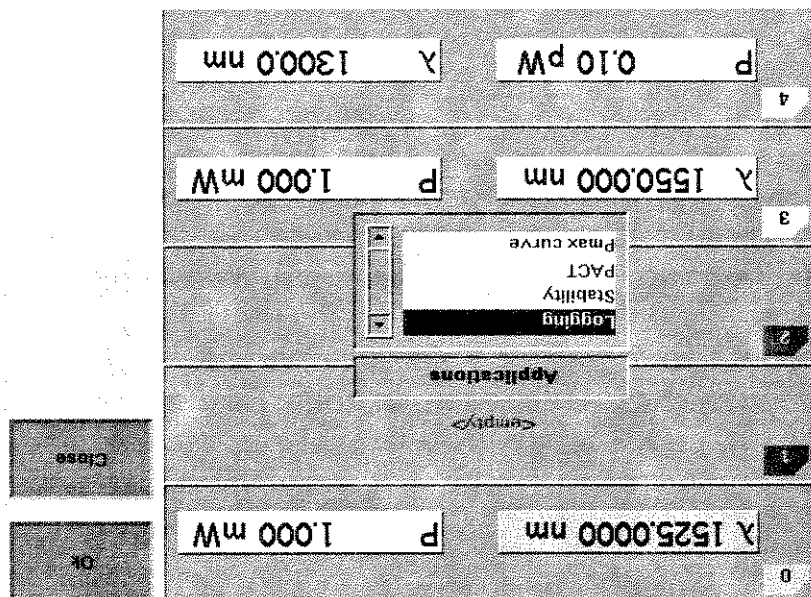 0
λ 1525.0000 nm
P 1.000 mW
Ok
1
<empty>
Close
Applications
2
Logging
Stability
PACT
Pmax curve
3
λ 1550.000 nm
P 1.000 mW
4
P 0.10 pW
λ 1300.0 nm